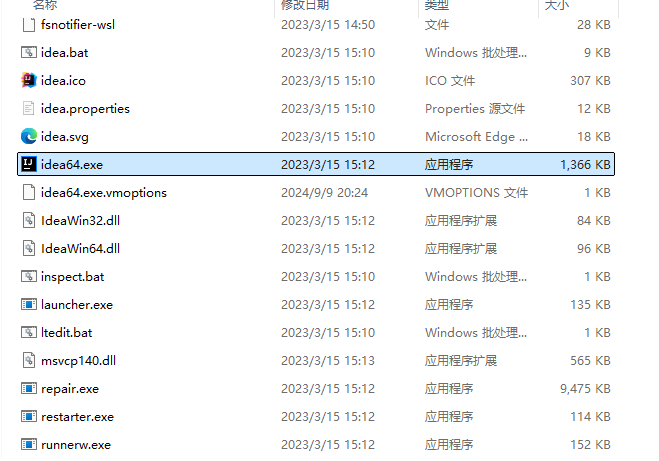 名称 修改日期 类型 大小
fsnotifier-wsl 2023/3/15 14:50 文件 28 KB
idea.bat 2023/3/15 15:10 Windows 批处理... 9 KB
idea.ico 2023/3/15 15:10 ICO 文件 307 KB
idea.properties 2023/3/15 15:10 Properties 源文件 12 KB
idea.svg 2023/3/15 15:10 Microsoft Edge ... 18 KB
idea64.exe 2023/3/15 15:12 应用程序 1,366 KB
idea64.exe.vmoptions 2024/9/9 20:24 VMOPTIONS 文件 1 KB
IdeaWin32.dll 2023/3/15 15:12 应用程序扩展 84 KB
IdeaWin64.dll 2023/3/15 15:12 应用程序扩展 96 KB
inspect.bat 2023/3/15 15:10 Windows 批处理... 1 KB
launcher.exe 2023/3/15 15:12 应用程序 135 KB
ltedit.bat 2023/3/15 15:10 Windows 批处理... 1 KB
msvcp140.dll 2023/3/15 15:13 应用程序扩展 565 KB
repair.exe 2023/3/15 15:12 应用程序 9,475 KB
restarter.exe 2023/3/15 15:12 应用程序 114 KB
runnerw.exe 2023/3/15 15:12 应用程序 152 KB